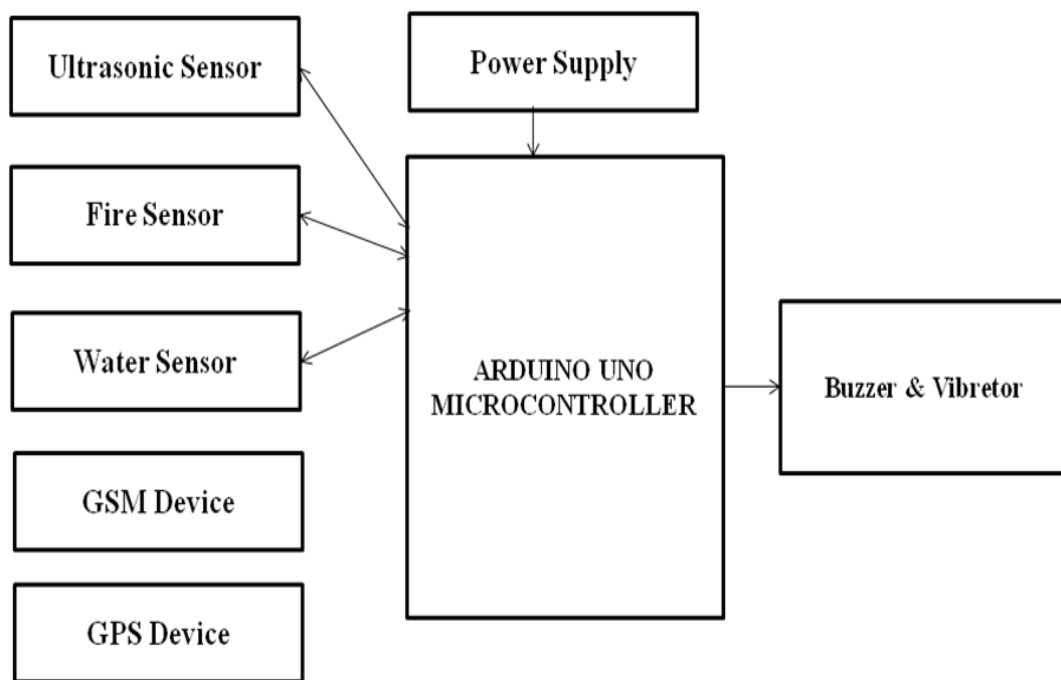 Ultrasonic Sensor
Power Supply
Fire Sensor
Water Sensor
ARDUINO UNO
MICROCONTROLLER
Buzzer & Vibretor
GSM Device
GPS Device